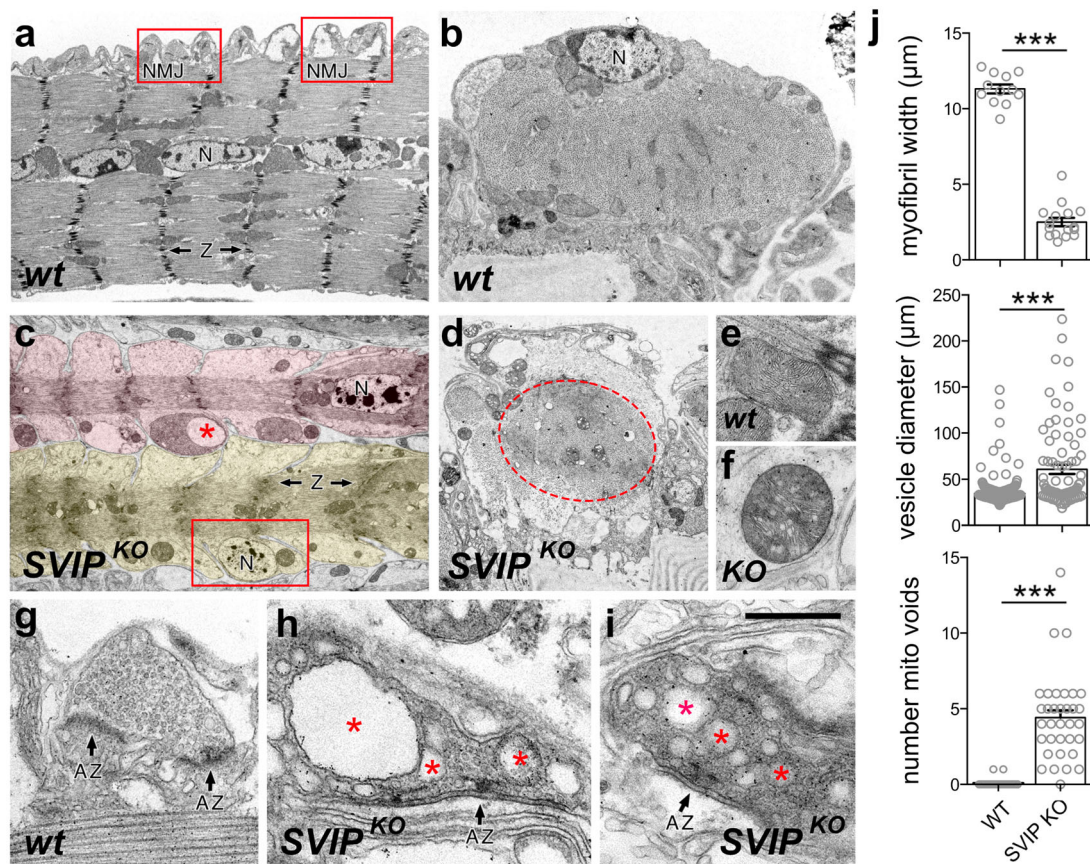 a
NMJ
NMJ
N
Z
wt
b
N
wt
c
N
*
Z
N
SVIP KO
d
SVIP KO
e
wt
f
KO
g
AZ
AZ
wt
h
*
*
*
AZ
SVIP KO
i
*
*
*
AZ
SVIP KO
j
myofibril width (μm)
15
10
5
0
***
vesicle diameter (μm)
250
200
150
100
50
0
***
number mito voids
15
10
5
0
***
WT
SVIP KO